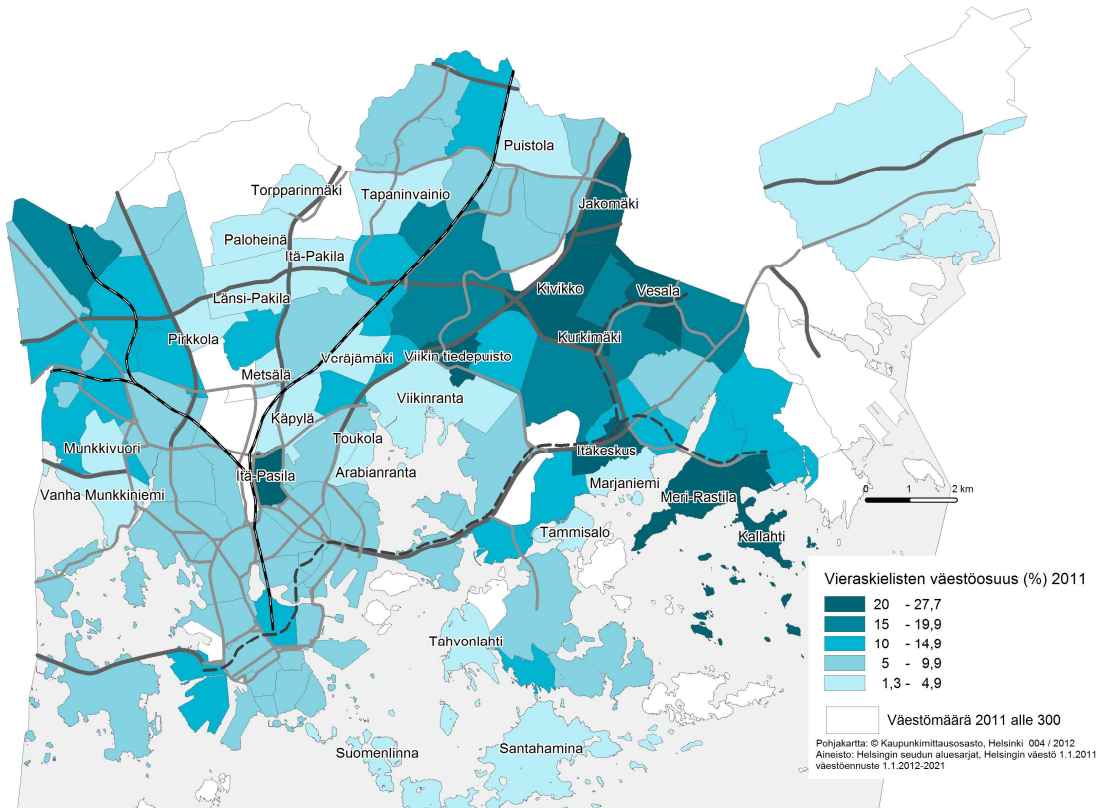 Puistola
Torpparinmäki
Tapaninvainio
Jakomäki
Paloheinä
Itä-Pakila
Kivikko
Vesala
Länsi-Pakila
Pirkkola
Kurkimäki
Veräjämäki
Viikin tiedepuisto
Metsälä
Viikinranta
Käpylä
Toukola
Munkkivuori
Itäkeskus
Itä-Pasila
Arabianranta
Marjaniemi
Vanha Munkkiniemi
Meri-Rastila
0 1 2 km
Tammisalo
Kallahti
Vieraskielisten väestöosuus (%) 2011
20 - 27,7
15 - 19,9
10 - 14,9
5 - 9,9
1,3 - 4,9
Tahvonlahti
Väestömäärä 2011 alle 300
Suomenlinna
Santahamina
Pohjakartta: © Kaupunkimittausosasto, Helsinki 004 / 2012
Aineisto: Helsingin seudun aluesarjat, Helsingin väestö 1.1.2011
väestöennuste 1.1.2012-2021